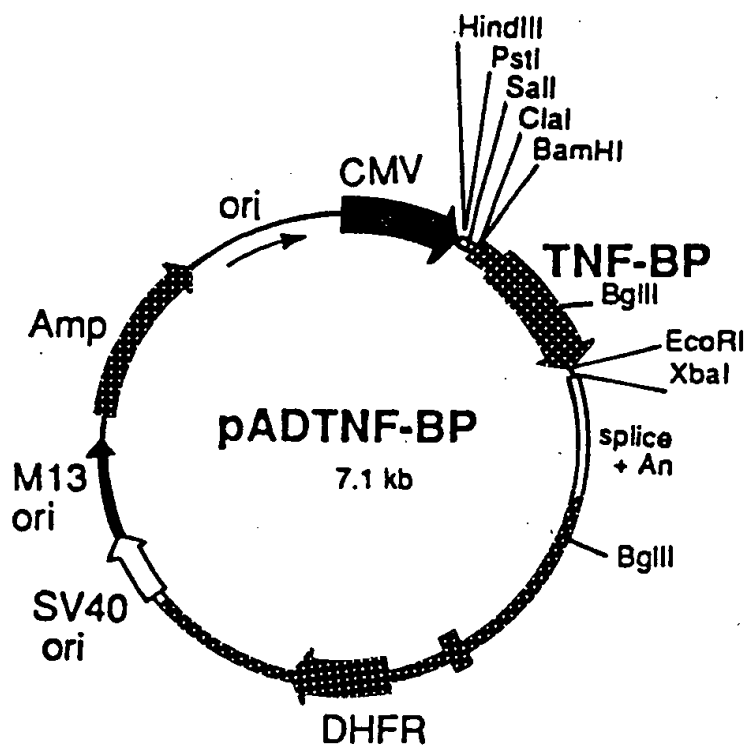 HindIII
PstI
SalI
ClaI
BamHI
CMV
ori
TNF-BP
BglII
Amp
EcoRI
XbaI
pADTNF-BP
7.1 kb
splice
+ An
M13
ori
BglII
SV40
ori
DHFR